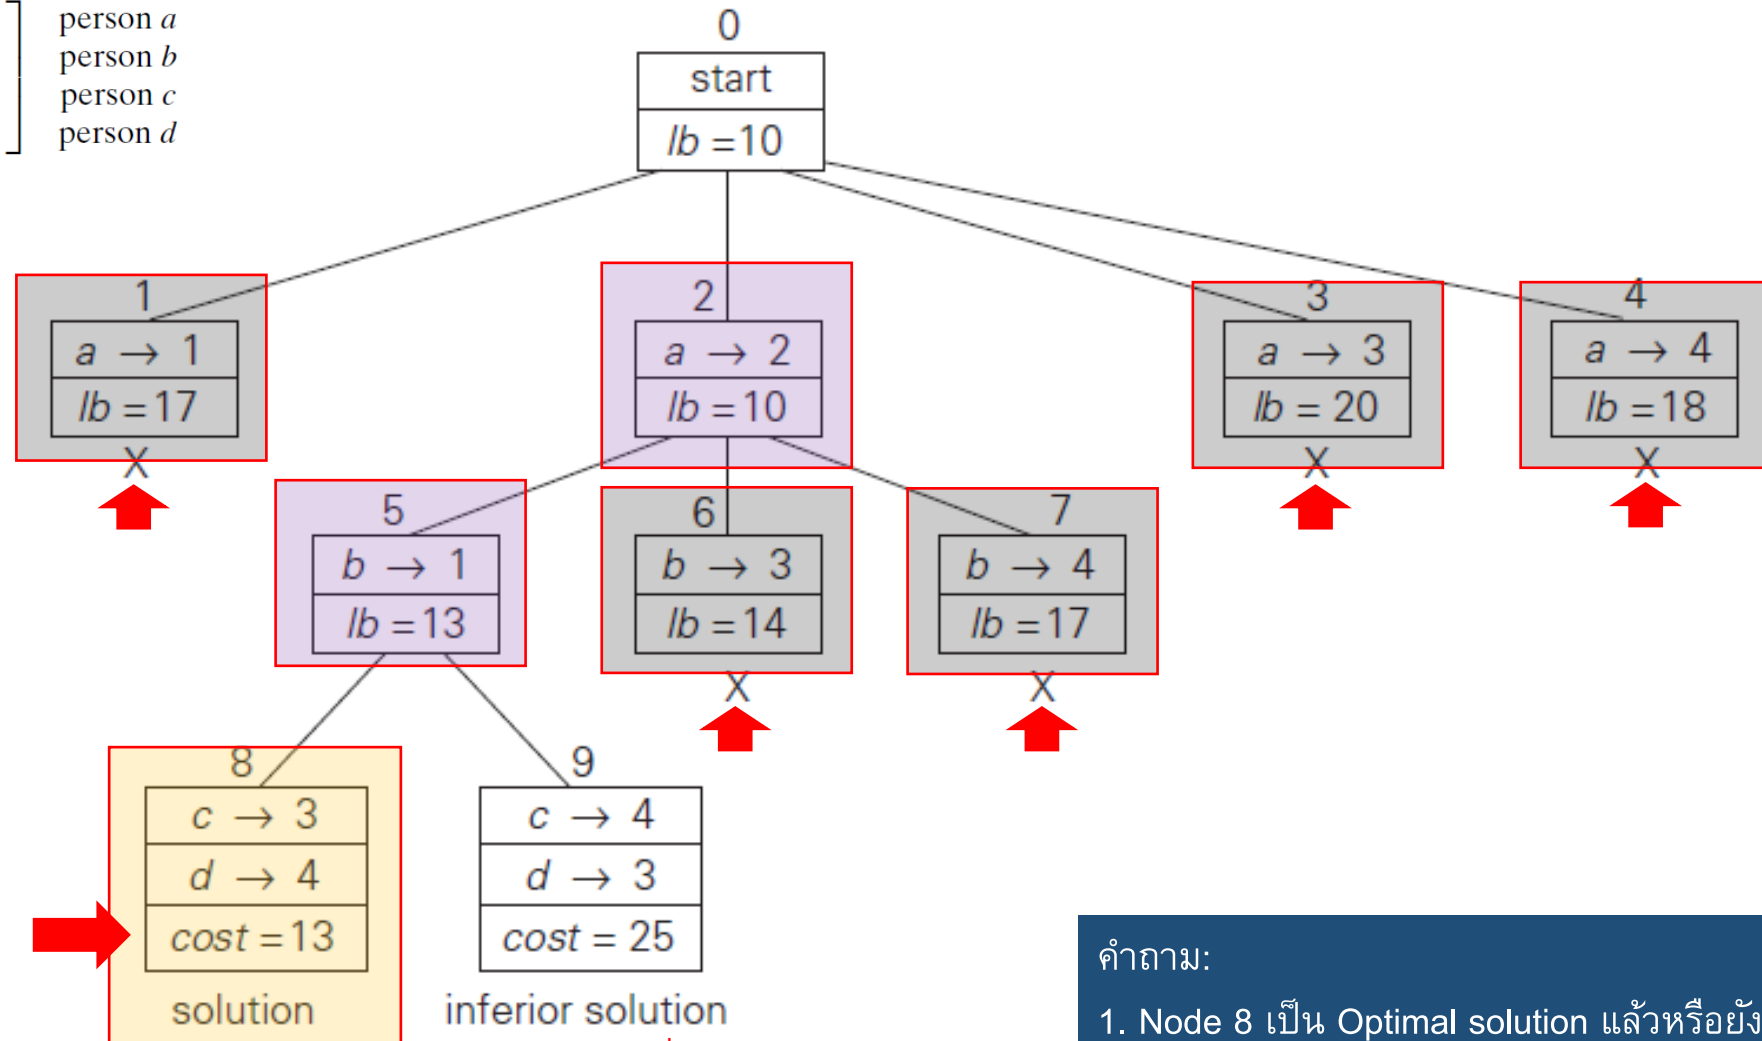 person a
person b
person c
person d
0
start
lb = 10
1
a → 1
lb = 17
X
2
a → 2
lb = 10
3
a → 3
lb = 20
X
4
a → 4
lb = 18
X
5
b → 1
lb = 13
6
b → 3
lb = 14
X
7
b → 4
lb = 17
X
8
c → 3
d → 4
cost = 13
solution
9
c → 4
d → 3
cost = 25
inferior solution
คำถาม:
1. Node 8 เป็น Optimal solution แล้วหรือยัง